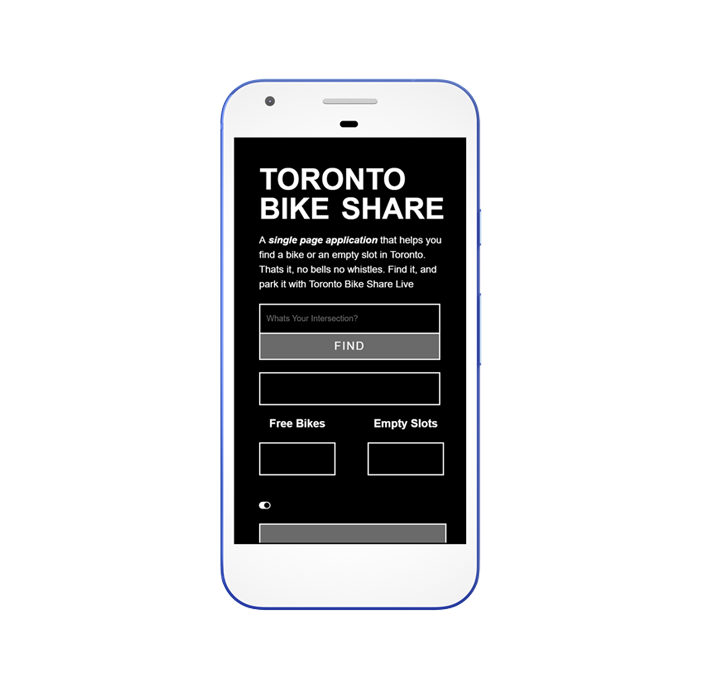 TORONTO
BIKE SHARE
A single page application that helps you
find a bike or an empty slot in Toronto.
Thats it, no bells no whistles. Find it, and
park it with Toronto Bike Share Live
Whats Your Intersection?
FIND
Free Bikes Empty Slots